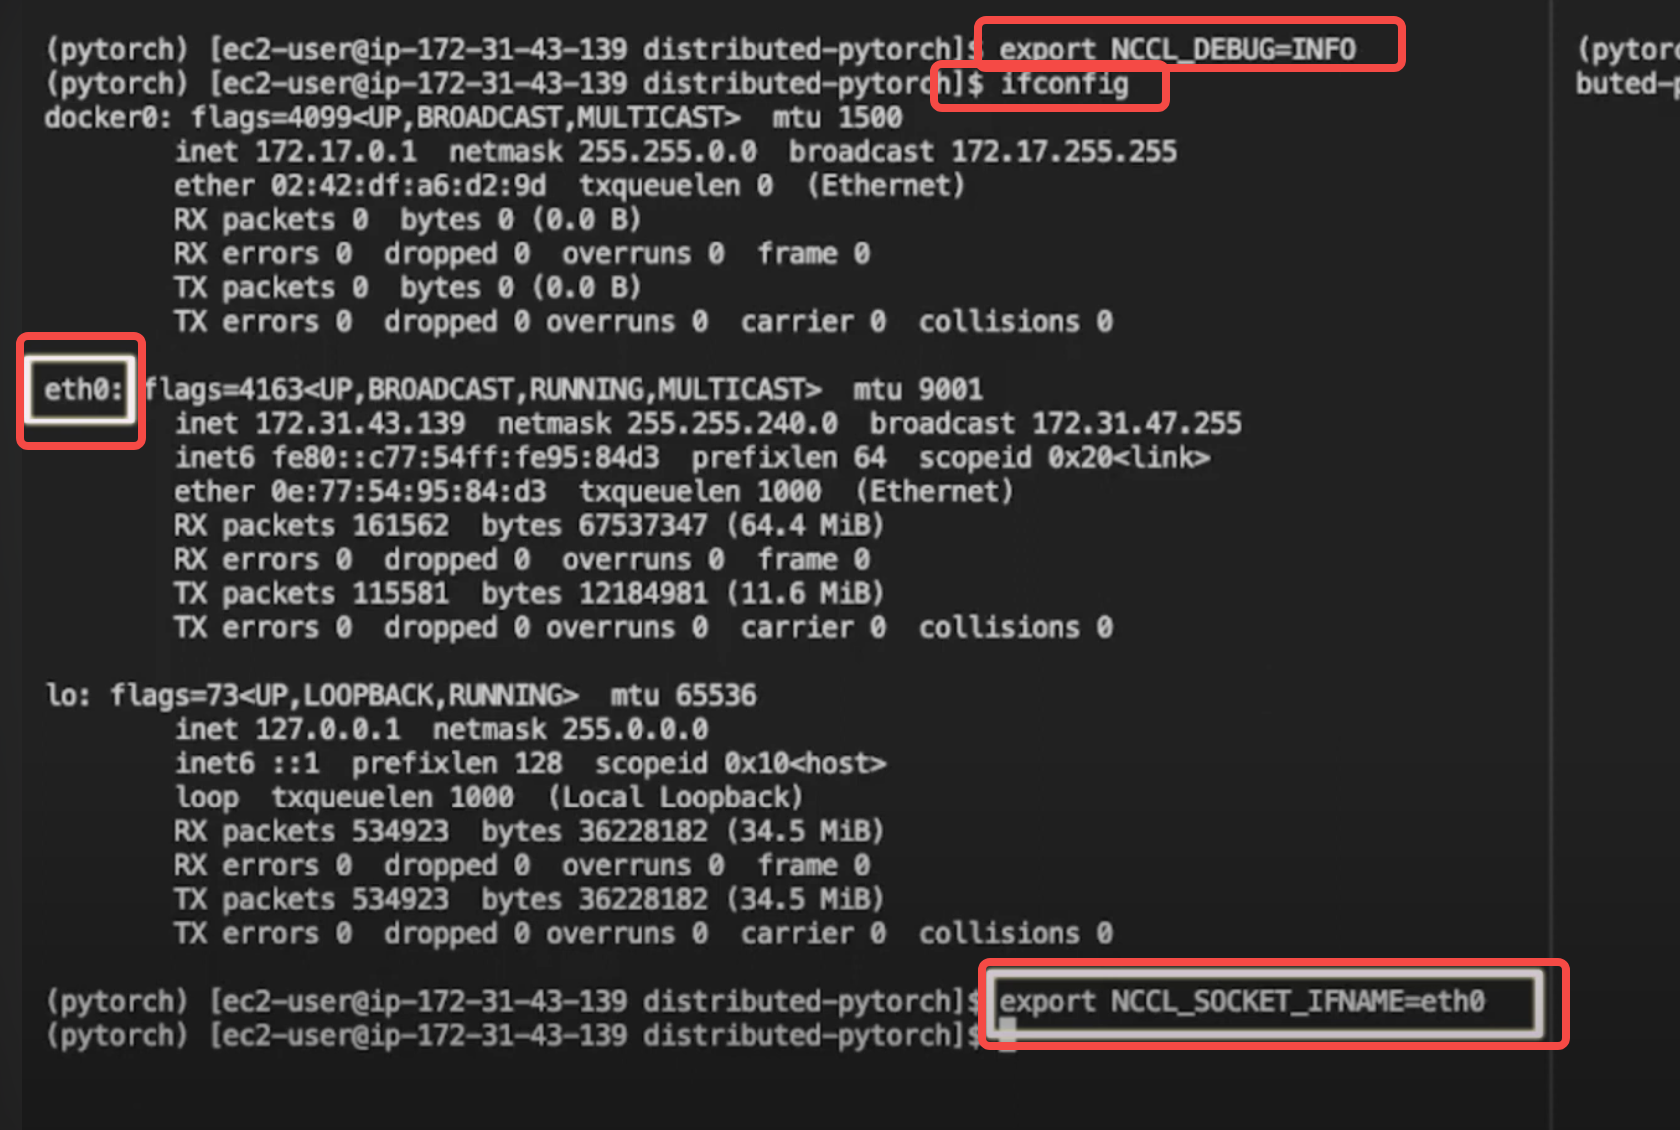 (pytorch) [ec2-user@ip-172-31-43-139 distributed-pytorch]$ export NCCL_DEBUG=INFO
(pytorch) [ec2-user@ip-172-31-43-139 distributed-pytorch]$ ifconfig
docker0: flags=4099<UP,BROADCAST,MULTICAST>  mtu 1500
        inet 172.17.0.1  netmask 255.255.0.0  broadcast 172.17.255.255
        ether 02:42:df:a6:d2:9d  txqueuelen 0  (Ethernet)
        RX packets 0  bytes 0 (0.0 B)
        RX errors 0  dropped 0  overruns 0  frame 0
        TX packets 0  bytes 0 (0.0 B)
        TX errors 0  dropped 0 overruns 0  carrier 0  collisions 0
eth0: flags=4163<UP,BROADCAST,RUNNING,MULTICAST>  mtu 9001
        inet 172.31.43.139  netmask 255.255.240.0  broadcast 172.31.47.255
        inet6 fe80::c77:54ff:fe95:84d3  prefixlen 64  scopeid 0x20<link>
        ether 0e:77:54:95:84:d3  txqueuelen 1000  (Ethernet)
        RX packets 161562  bytes 67537347 (64.4 MiB)
        RX errors 0  dropped 0  overruns 0  frame 0
        TX packets 115581  bytes 12184981 (11.6 MiB)
        TX errors 0  dropped 0 overruns 0  carrier 0  collisions 0
lo: flags=73<UP,LOOPBACK,RUNNING>  mtu 65536
        inet 127.0.0.1  netmask 255.0.0.0
        inet6 ::1  prefixlen 128  scopeid 0x10<host>
        loop  txqueuelen 1000  (Local Loopback)
        RX packets 534923  bytes 36228182 (34.5 MiB)
        RX errors 0  dropped 0  overruns 0  frame 0
        TX packets 534923  bytes 36228182 (34.5 MiB)
        TX errors 0  dropped 0 overruns 0  carrier 0  collisions 0
(pytorch) [ec2-user@ip-172-31-43-139 distributed-pytorch]$ export NCCL_SOCKET_IFNAME=eth0
(pytorch) [ec2-user@ip-172-31-43-139 distributed-pytorch]$